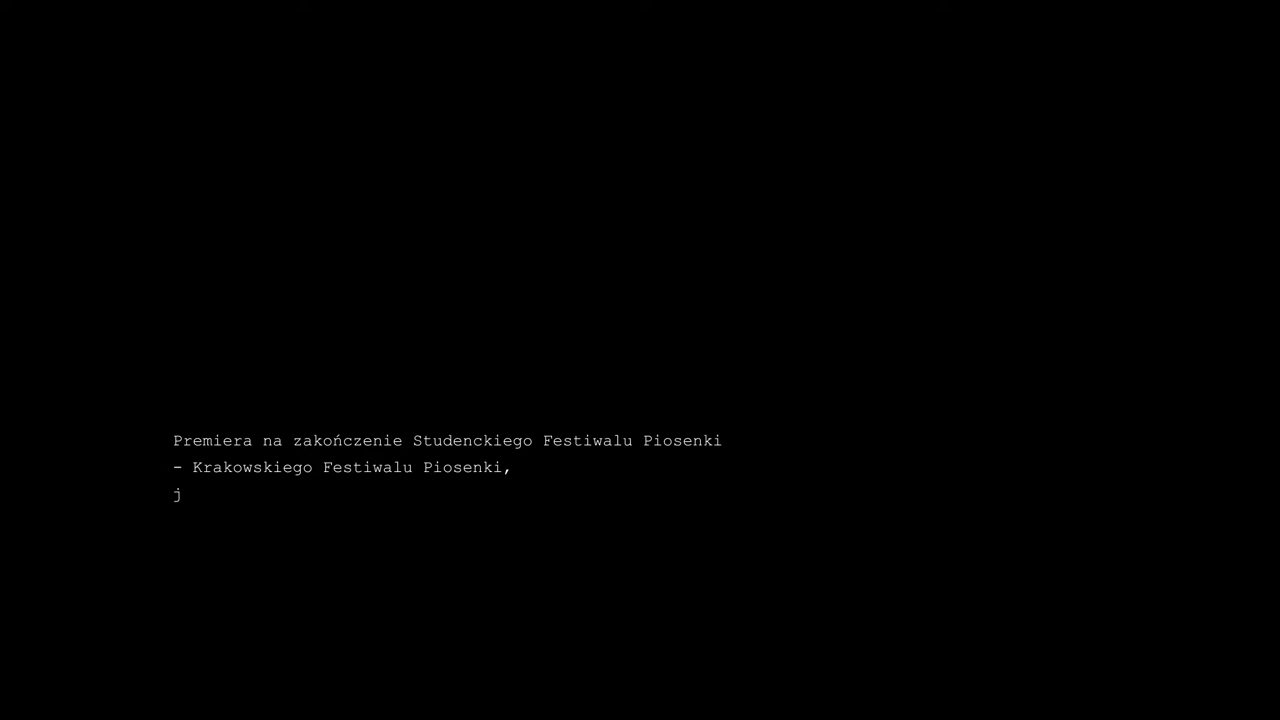 Premiera na zakończenie Studenckiego Festiwalu Piosenki
- Krakowskiego Festiwalu Piosenki,
j